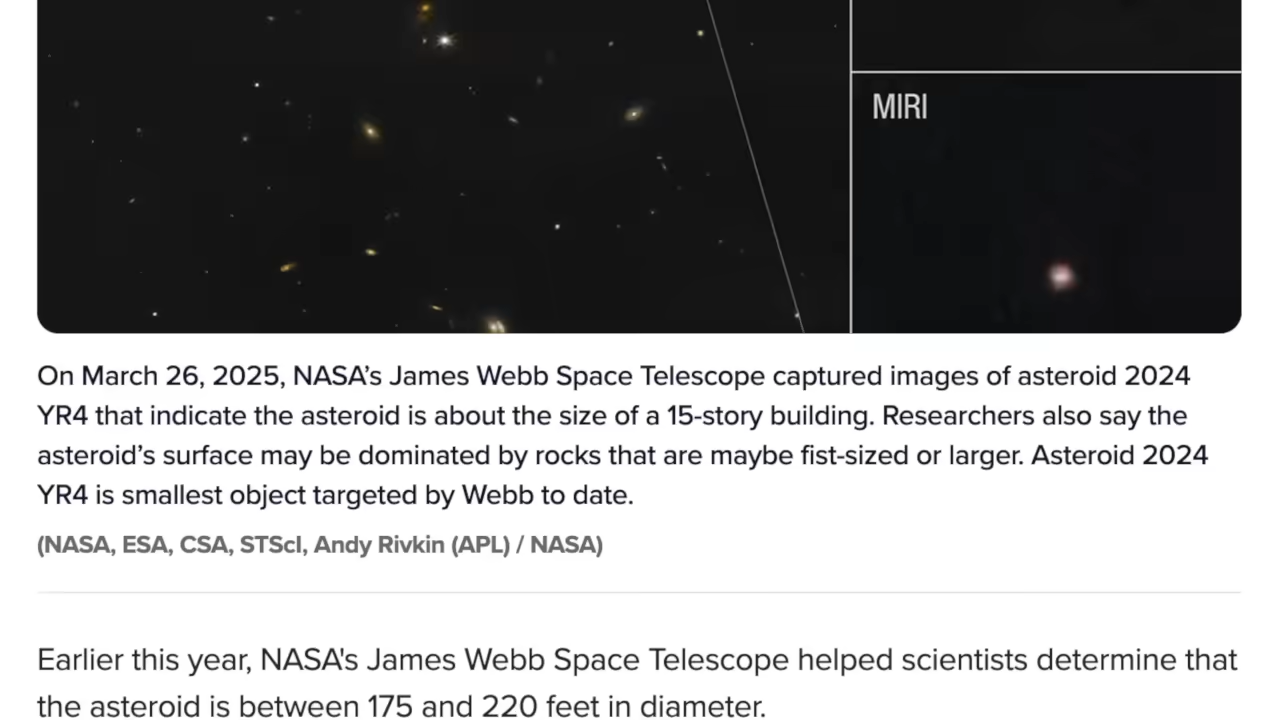 MIRI
On March 26, 2025, NASA’s James Webb Space Telescope captured images of asteroid 2024
YR4 that indicate the asteroid is about the size of a 15-story building. Researchers also say the
asteroid’s surface may be dominated by rocks that are maybe fist-sized or larger. Asteroid 2024
YR4 is smallest object targeted by Webb to date.
(NASA, ESA, CSA, STScI, Andy Rivkin (APL) / NASA)
Earlier this year, NASA's James Webb Space Telescope helped scientists determine that
the asteroid is between 175 and 220 feet in diameter.